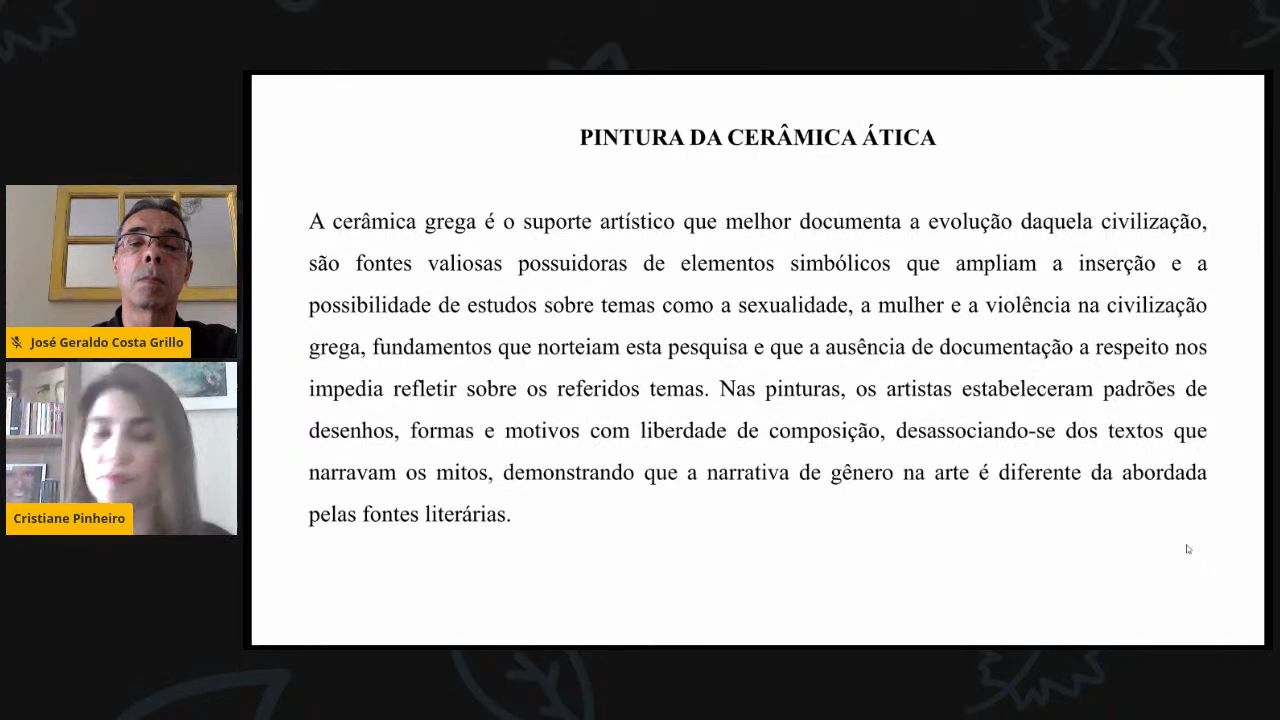 PINTURA DA CERÂMICA ÁTICA
A cerâmica grega é o suporte artístico que melhor documenta a evolução daquela civilização,
são fontes valiosas possuidoras de elementos simbólicos que ampliam a inserção e a
possibilidade de estudos sobre temas como a sexualidade, a mulher e a violência na civilização
grega, fundamentos que norteiam esta pesquisa e que a ausência de documentação a respeito nos
impedia refletir sobre os referidos temas. Nas pinturas, os artistas estabeleceram padrões de
desenhos, formas e motivos com liberdade de composição, desassociando-se dos textos que
narravam os mitos, demonstrando que a narrativa de gênero na arte é diferente da abordada
pelas fontes literárias.
José Geraldo Costa Grillo
Cristiane Pinheiro